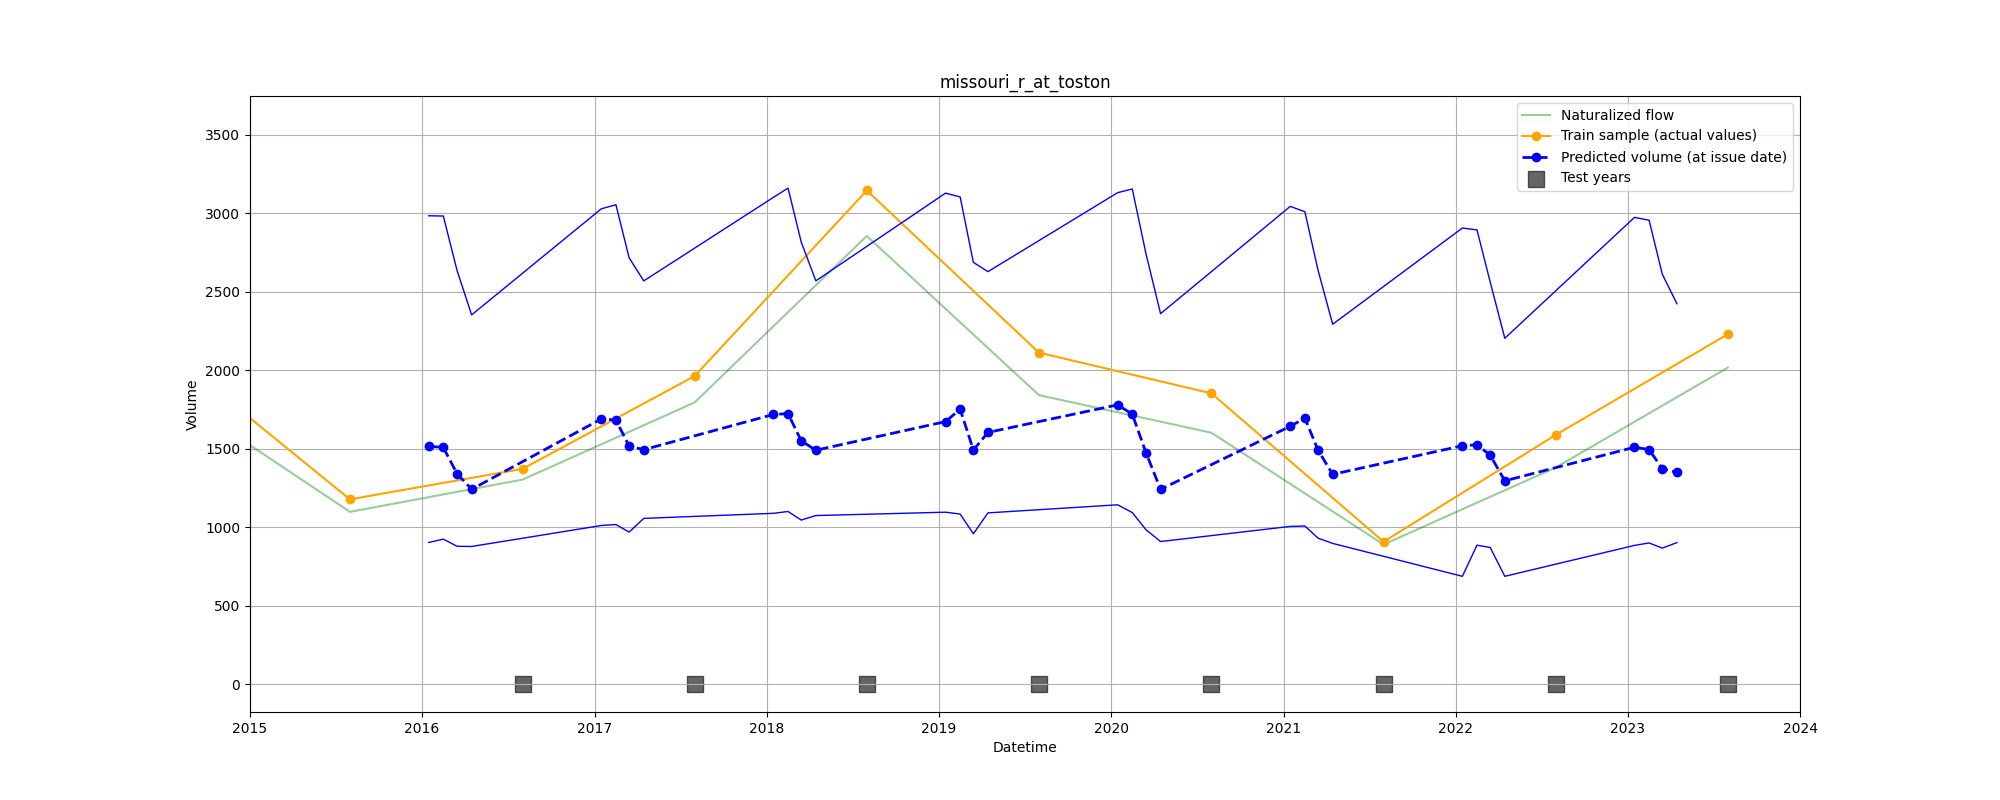 missouri_r_at_toston
Naturalized flow
Train sample (actual values)
Predicted volume (at issue date)
Test years
3500
3000
2500
2000
1500
1000
500
0
Volume
2015 2016 2017 2018 2019 2020 2021 2022 2023 2024
Datetime